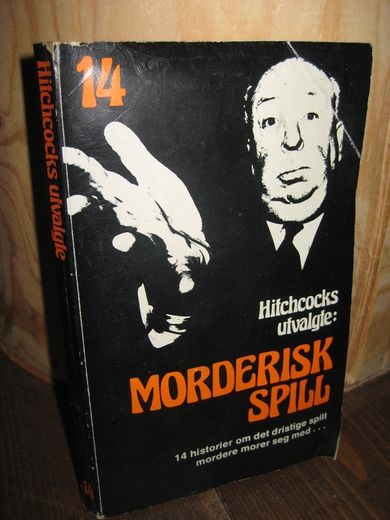 14
Hitchcocks utvalgte
14
Hitchcocks
utvalgte:
MORDERISK
SPILL
14 historier om det dristige spill
mordere morer seg med...